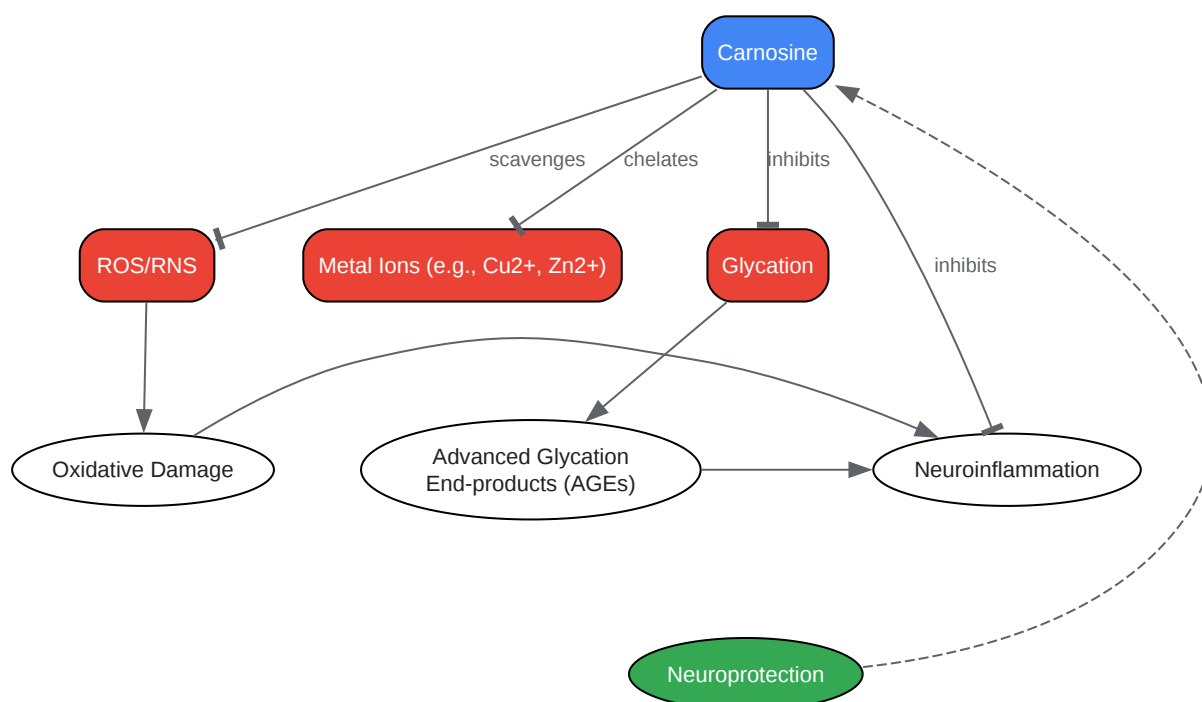 Carnosine
scavenges
chelates
inhibits
ROS/RNS
Metal Ions (e.g., Cu2+, Zn2+)
Glycation
inhibits
Oxidative Damage
Advanced Glycation
End-products (AGEs)
Neuroinflammation
Neuroprotection